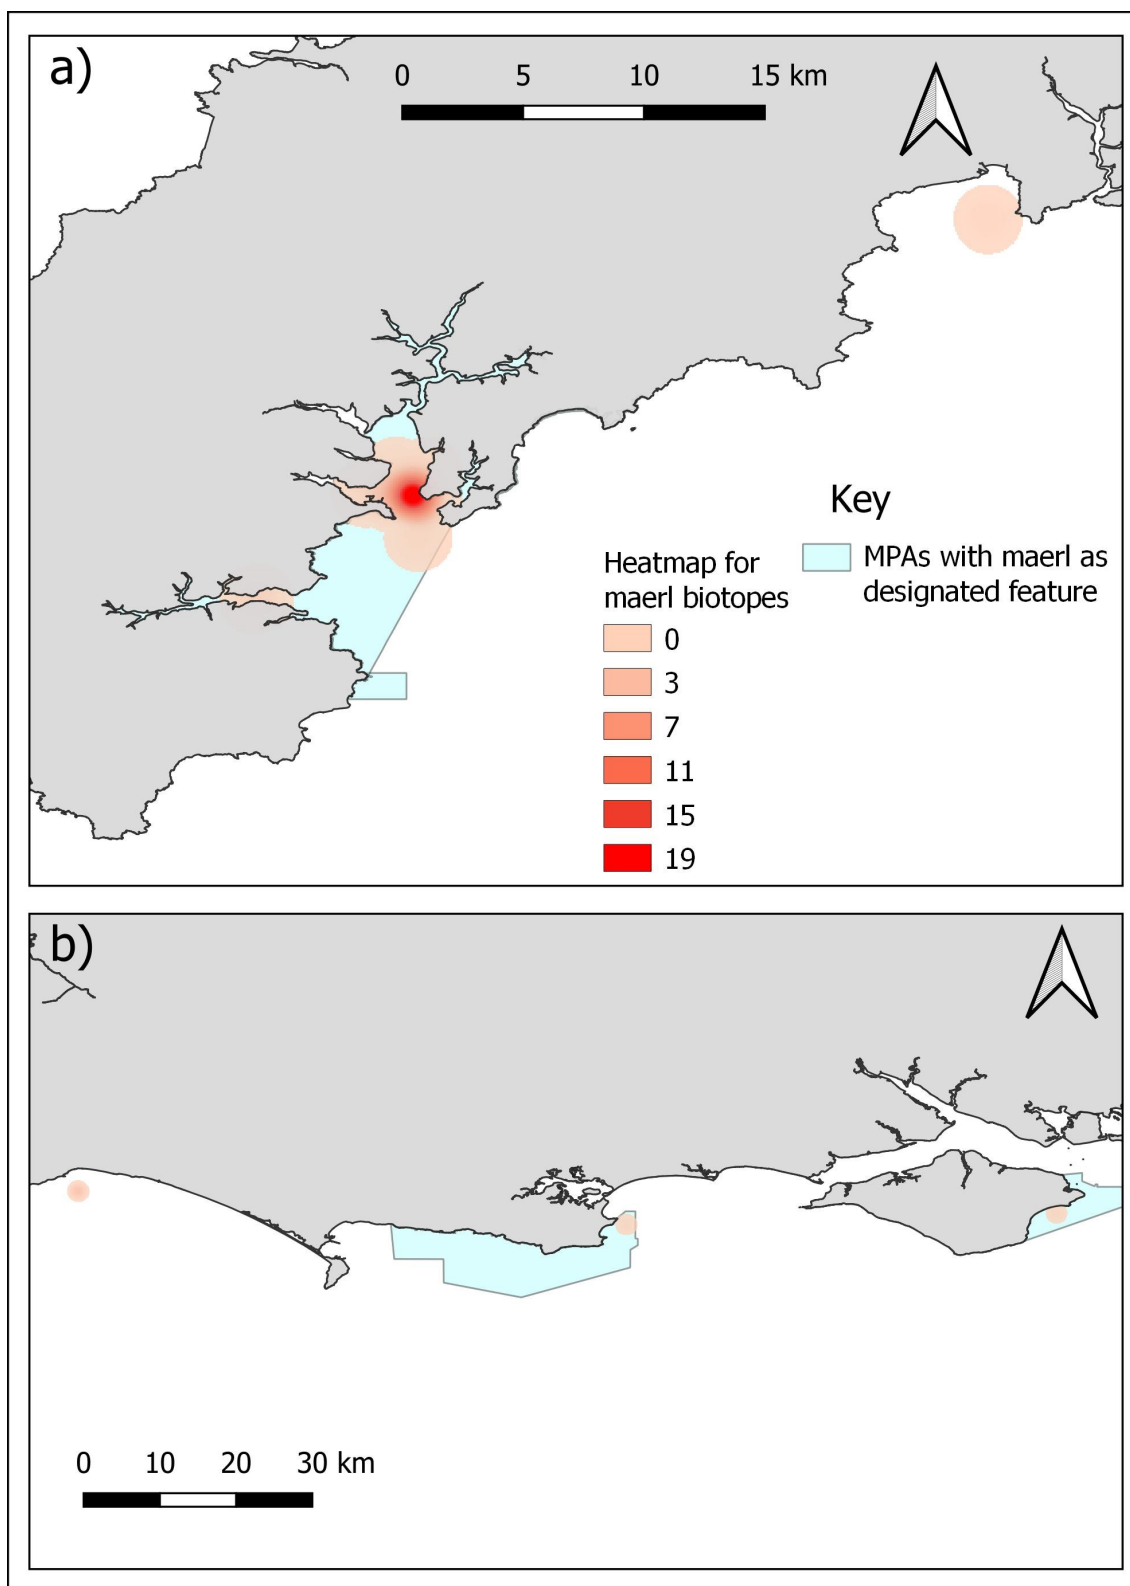 a)
0 5 10 15 km
Key
Heatmap for
maerl biotopes
0
3
7
11
15
19
MPAs with maerl as
designated feature
b)
0 10 20 30 km